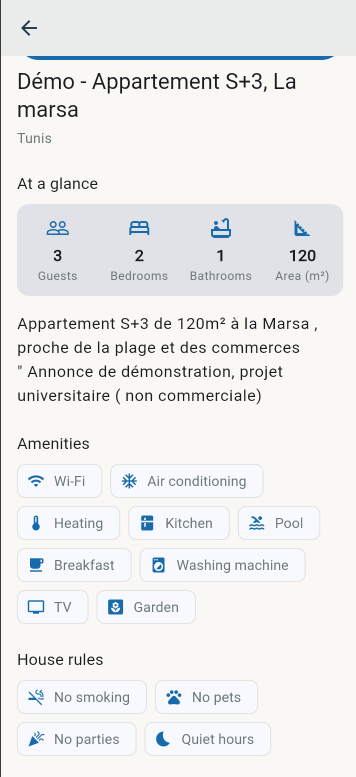 Démo - Appartement S+3, La
marsa
Tunis
At a glance
3 2 1 120
Guests Bedrooms Bathrooms Area (m²)
Appartement S+3 de 120m² à la Marsa ,
proche de la plage et des commerces
" Annonce de démonstration, projet
universitaire ( non commerciale)
Amenities
Wi-Fi Air conditioning
Heating Kitchen Pool
Breakfast Washing machine
TV Garden
House rules
No smoking No pets
No parties Quiet hours